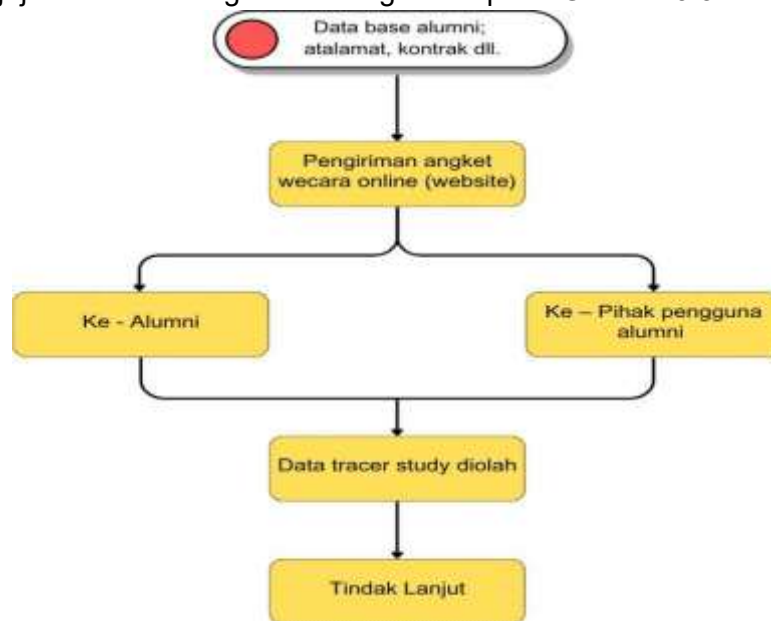 Data base alumni;
atalamat, kontrak dll.
Pengiriman angket
wecara online (website)
Ke - Alumni
Ke – Pihak pengguna
alumni
Data tracer study diolah
Tindak Lanjut